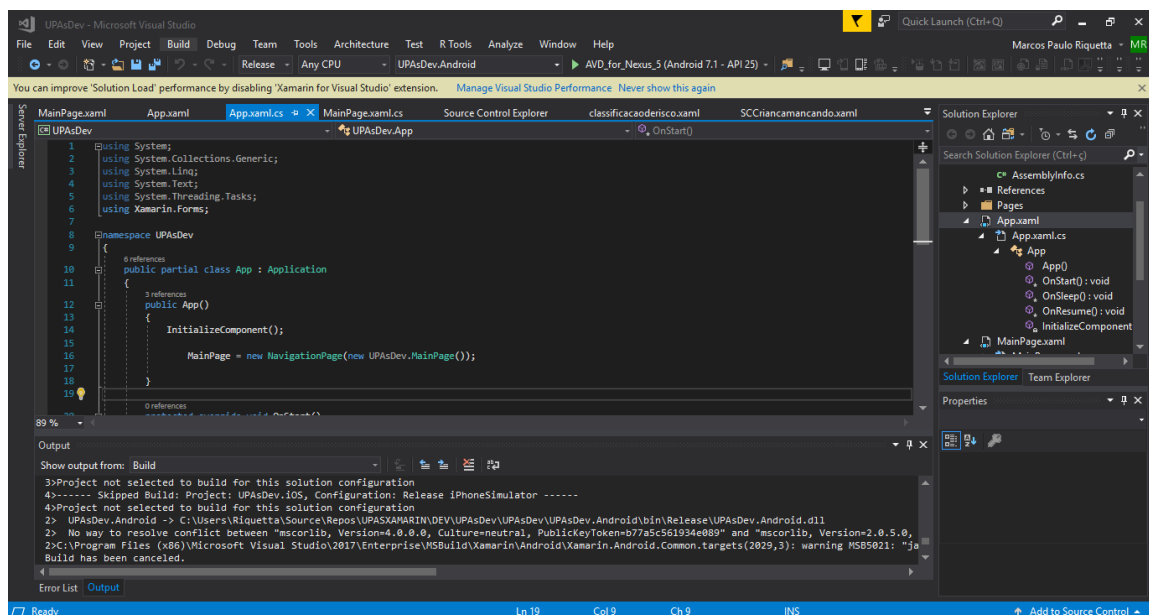 UPAsDev - Microsoft Visual Studio
Quick Launch (Ctrl+Q)
File Edit View Project Build Debug Team Tools Architecture Test R Tools Analyze Window Help
Marcos Paulo Riquetta MR
Release Any CPU UPAsDev.Android AVD_for_Nexus_5 (Android 7.1 - API 25)
You can improve 'Solution Load' performance by disabling 'Xamarin for Visual Studio' extension. Manage Visual Studio Performance Never show this again
Server Explorer
MainPage.xaml App.xaml App.xaml.cs MainPage.xaml.cs Source Control Explorer classificacaoderisco.xaml SCCriancamancando.xaml
UPAsDev UPAsDev.App OnStart()
1 using System;
2 using System.Collections.Generic;
3 using System.Linq;
4 using System.Text;
5 using System.Threading.Tasks;
6 using Xamarin.Forms;
7
8 namespace UPAsDev
9 {
6 references
10 public partial class App : Application
11 {
3 references
12 public App()
13 {
14 InitializeComponent();
15
16 MainPage = new NavigationPage(new UPAsDev.MainPage());
17
18 }
19
0 references
20 protected override void OnStart()
89 %
Solution Explorer
Search Solution Explorer (Ctrl+ç)
C# AssemblyInfo.cs
References
Pages
App.xaml
App.xaml.cs
App
App()
OnStart() : void
OnSleep() : void
OnResume() : void
InitializeComponent
MainPage.xaml
Solution Explorer Team Explorer
Properties
Output
Show output from: Build
3>Project not selected to build for this solution configuration
4>------ Skipped Build: Project: UPAsDev.iOS, Configuration: Release iPhoneSimulator ------
4>Project not selected to build for this solution configuration
2> UPAsDev.Android -> C:\Users\Riquetta\Source\Repos\UPASXAMARIN\DEV\UPAsDev\UPAsDev\UPAsDev.Android\bin\Release\UPAsDev.Android.dll
2> No way to resolve conflict between "mscorlib, Version=4.0.0.0, Culture=neutral, PublicKeyToken=b77a5c561934e089" and "mscorlib, Version=2.0.5.0,
2>C:\Program Files (x86)\Microsoft Visual Studio\2017\Enterprise\MSBuild\Xamarin\Android\Xamarin.Android.Common.targets(2029,3): warning MSB5021: "ja
Build has been canceled.
Error List Output
Ready Ln 19 Col 9 Ch 9 INS Add to Source Control